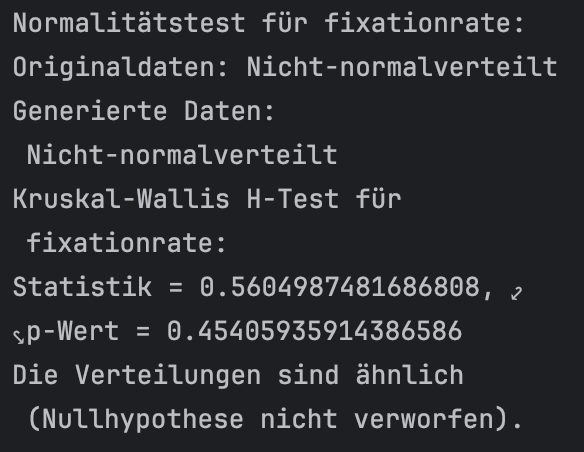 Normalitätstest für fixationrate:
Originaldaten: Nicht-normalverteilt
Generierte Daten:
Nicht-normalverteilt
Kruskal-Wallis H-Test für
fixationrate:
Statistik = 0.5604987481686808, ⤦
⤥p-Wert = 0.45405935914386586
Die Verteilungen sind ähnlich
(Nullhypothese nicht verworfen).